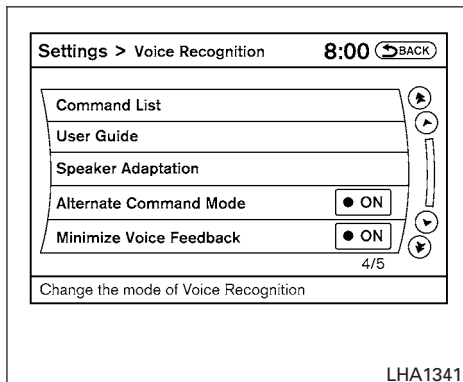 Settings > Voice Recognition 8:00 BACK
Command List
User Guide
Speaker Adaptation
Alternate Command Mode ON
Minimize Voice Feedback ON
4/5
Change the mode of Voice Recognition
LHA1341